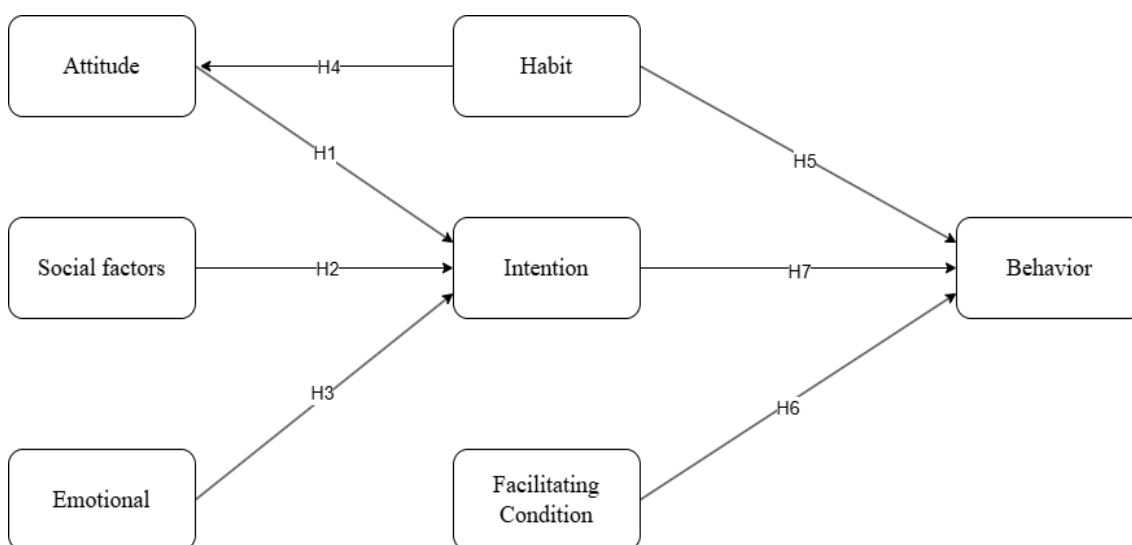 Attitude
H4
Habit
H1
H5
Social factors
H2
Intention
H7
Behavior
H3
H6
Emotional
Facilitating
Condition